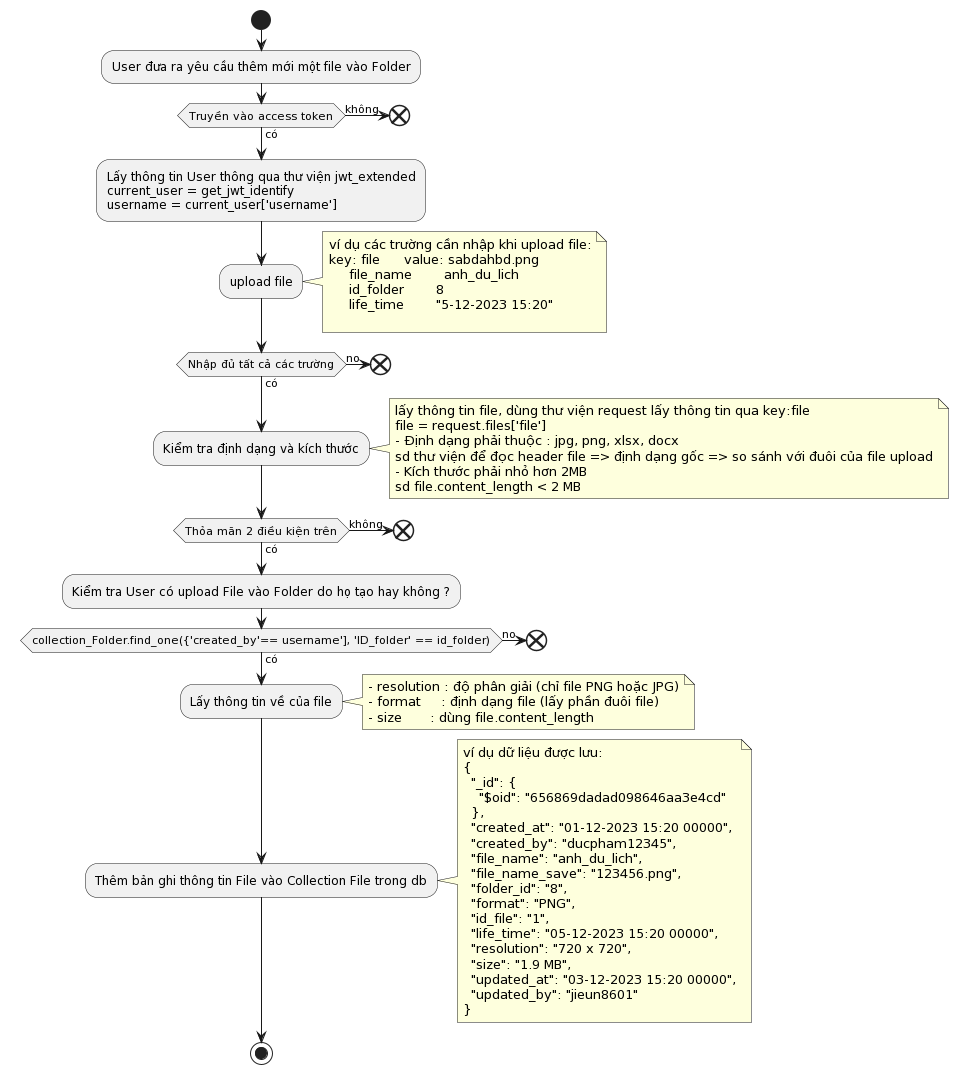 User đưa ra yêu cầu thêm mới một file vào Folder
Truyền vào access token
không
có
Lấy thông tin User thông qua thư viện jwt_extended
current_user = get_jwt_identify
username = current_user['username']
upload file
ví dụ các trường cần nhập khi upload file:
key: file      value: sabdahbd.png
file_name        anh_du_lich
id_folder        8
life_time        "5-12-2023 15:20"
Nhập đủ tất cả các trường
no
có
Kiểm tra định dạng và kích thước
lấy thông tin file, dùng thư viện request lấy thông tin qua key:file
file = request.files['file']
- Định dạng phải thuộc : jpg, png, xlsx, docx
sd thư viện để đọc header file => định dạng gốc => so sánh với đuôi của file upload
- Kích thước phải nhỏ hơn 2MB
sd file.content_length < 2 MB
Thỏa mãn 2 điều kiện trên
không
có
Kiểm tra User có upload File vào Folder do họ tạo hay không ?
collection_Folder.find_one({'created_by'== username'], 'ID_folder' == id_folder)
no
có
Lấy thông tin về của file
- resolution : độ phân giải (chỉ file PNG hoặc JPG)
- format     : định dạng file (lấy phần đuôi file)
- size       : dùng file.content_length
Thêm bản ghi thông tin File vào Collection File trong db
ví dụ dữ liệu được lưu:
{
"_id": {
"$oid": "656869dadad098646aa3e4cd"
},
"created_at": "01-12-2023 15:20 00000",
"created_by": "ducpham12345",
"file_name": "anh_du_lich",
"file_name_save": "123456.png",
"folder_id": "8",
"format": "PNG",
"id_file": "1",
"life_time": "05-12-2023 15:20 00000",
"resolution": "720 x 720",
"size": "1.9 MB",
"updated_at": "03-12-2023 15:20 00000",
"updated_by": "jieun8601"
}